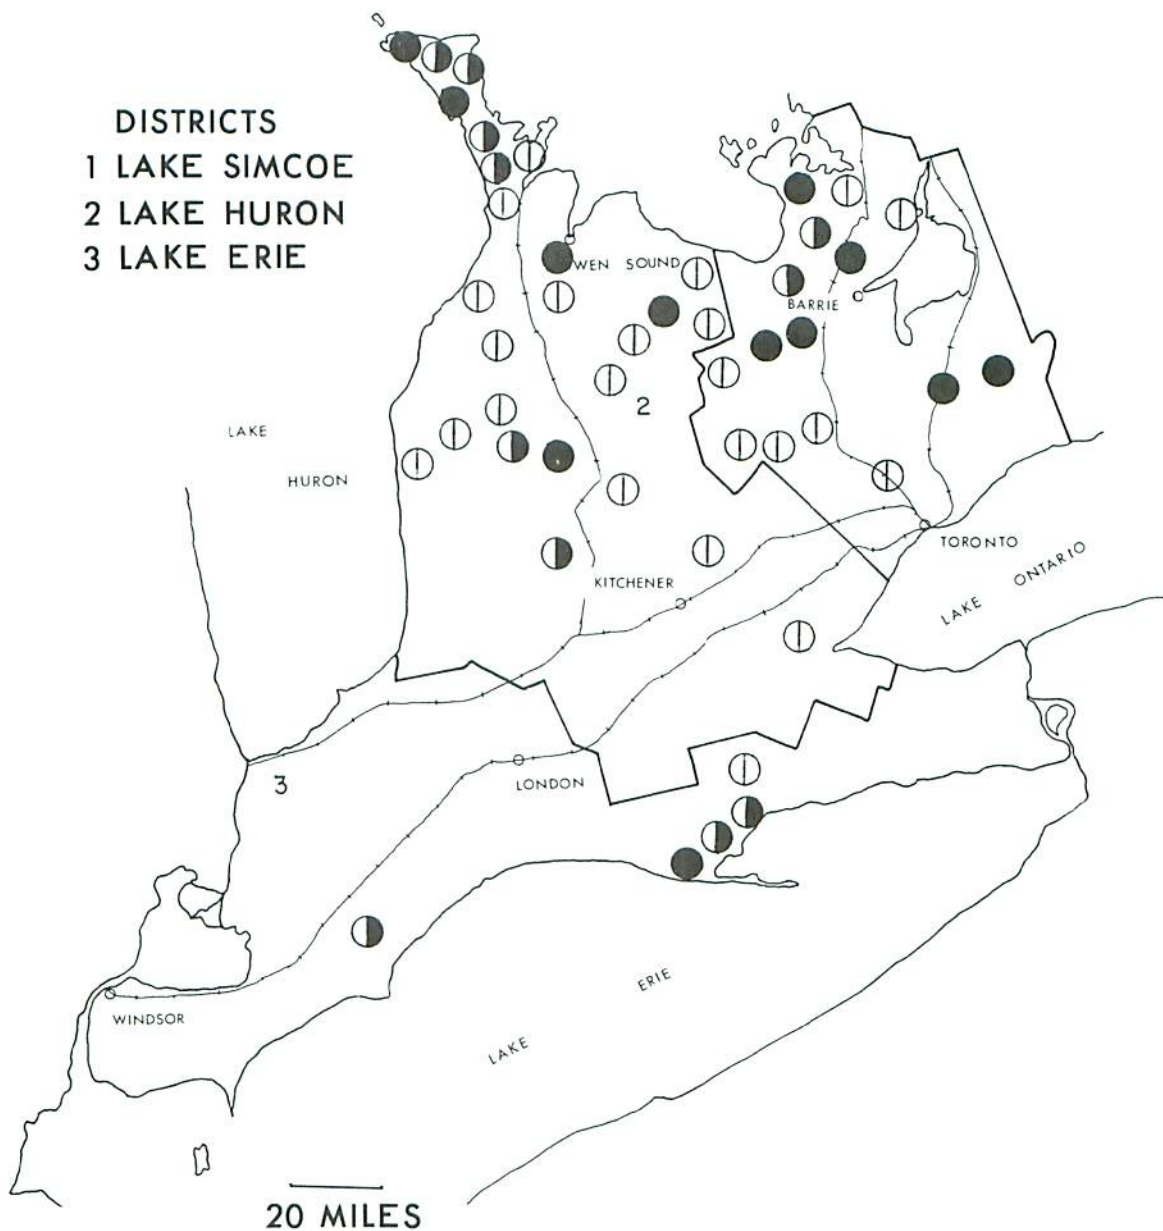 DISTRICTS
1 LAKE SIMCOE
2 LAKE HURON
3 LAKE ERIE
WEN SOUND
BARRIE
2
LAKE
HURON
TORONTO
KITCHENER
LAKE ONTARIO
3
LONDON
ERIE
WINDSOR
LAKE
20 MILES